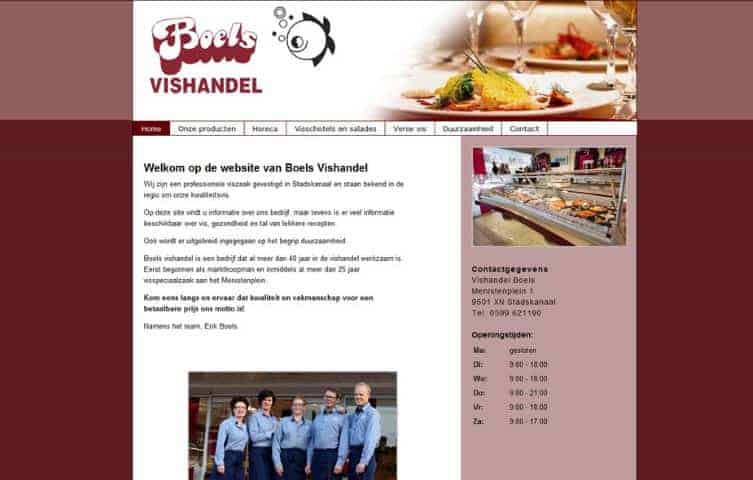 Boels
VISHANDEL
Home Onze producten Horeca Visschotels en salades Verse vis Duurzaamheid Contact
Welkom op de website van Boels Vishandel
Wij zijn een professionele viszaak gevestigd in Stadskanaal en staan bekend in de
regio om onze kwaliteitsvis.
Op deze site vindt u informatie over ons bedrijf, maar tevens is er veel informatie
beschikbaar over vis, gezondheid en tal van lekkere recepten.
Ook wordt er uitgebreid ingegaan op het begrip duurzaamheid.
Boels vishandel is een bedrijf dat al meer dan 40 jaar in de vishandel werkzaam is.
Eerst begonnen als marktkoopman en inmiddels al meer dan 25 jaar
visspeciaalzaak aan het Menistenplein.
Kom eens langs en ervaar dat kwaliteit en vakmanschap voor een
betaalbare prijs ons motto is!
Namens het team, Erik Boels.
Contactgegevens
Vishandel Boels
Menistenplein 1
9501 XN Stadskanaal
Tel: 0599 621190
Openingstijden:
Ma: gesloten
Di: 9:00 - 18:00
Wo: 9:00 - 18:00
Do: 9:00 - 21:00
Vr: 9:00 - 18:00
Za: 9:00 - 17:00